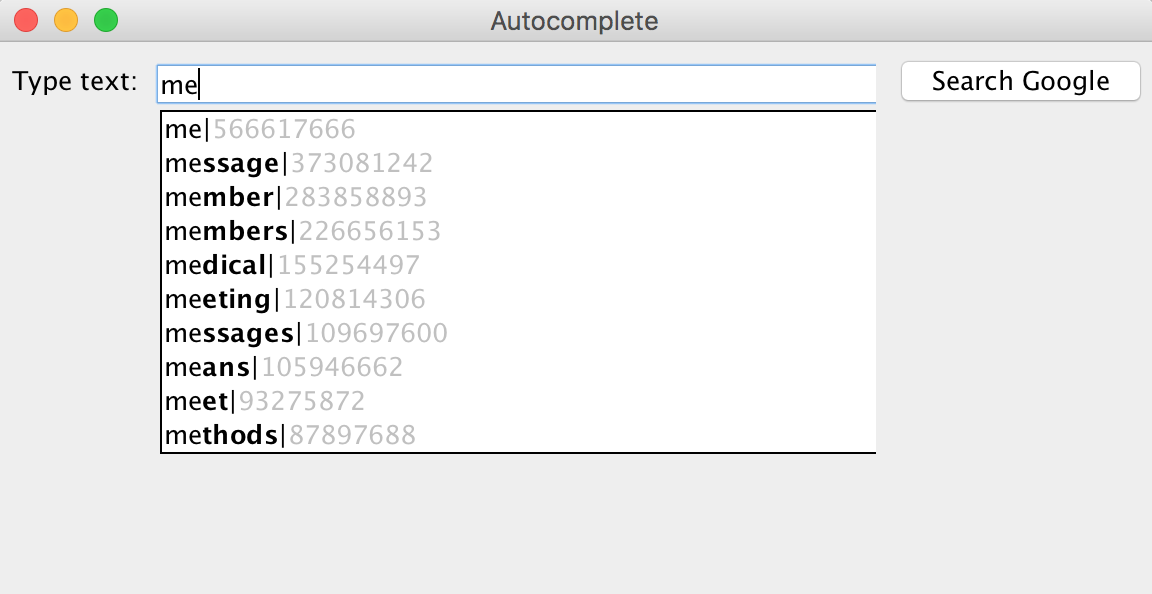 Autocomplete
Type text: me Search Google
me|566617666
message|373081242
member|283858893
members|226656153
medical|155254497
meeting|120814306
messages|109697600
means|105946662
meet|93275872
methods|87897688